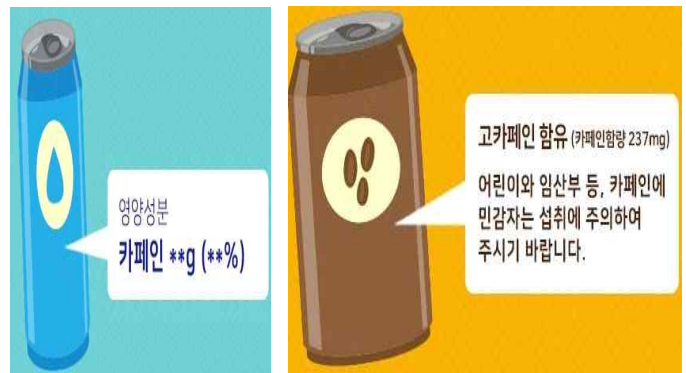 영양성분
카페인 **g (**%)
고카페인 함유 (카페인함량 237mg)
어린이와 임산부 등, 카페인에
민감자는 섭취에 주의하여
주시기 바랍니다.